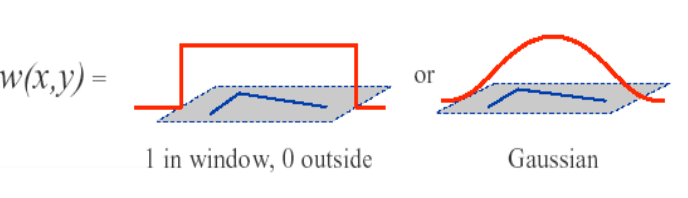 w(x,y) =
or
1 in window, 0 outside
Gaussian